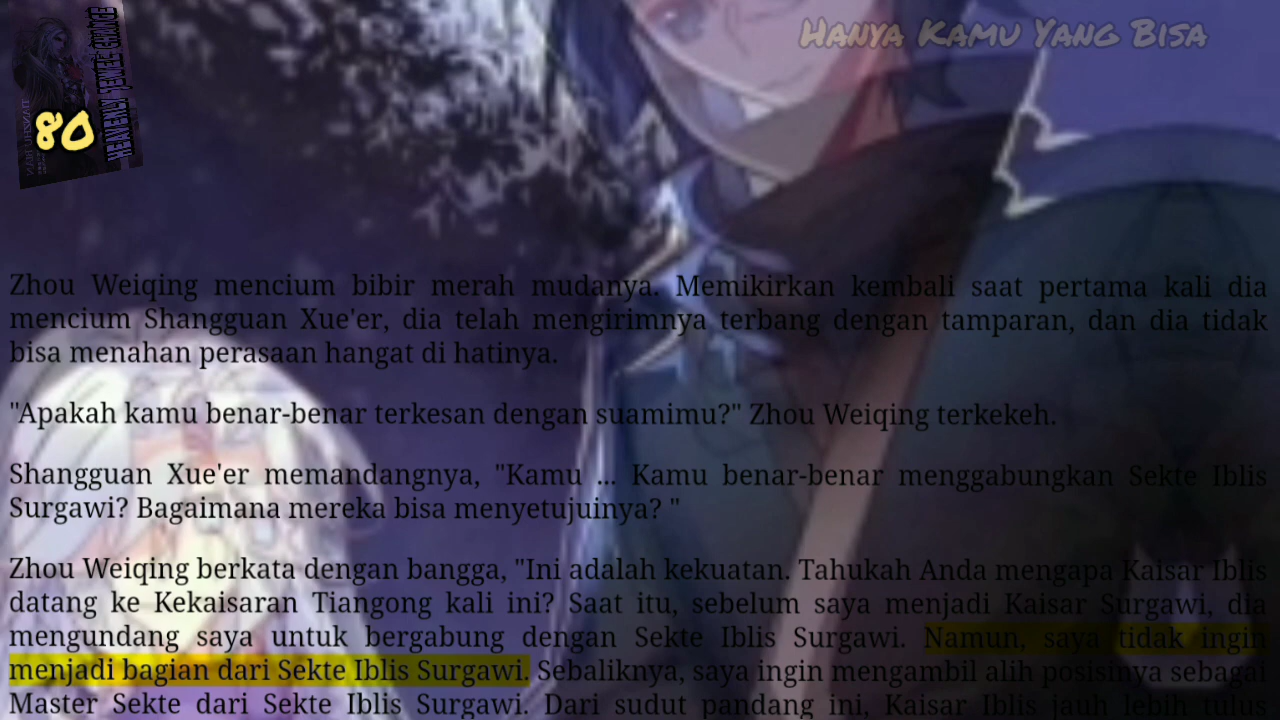 Hanya Kamu Yang Bisa
HEAVENLY JEWEL CHANGE
80
Zhou Weiqing mencium bibir merah mudanya. Memikirkan kembali saat pertama kali dia
mencium Shangguan Xue'er, dia telah mengirimnya terbang dengan tamparan, dan dia tidak
bisa menahan perasaan hangat di hatinya.
"Apakah kamu benar-benar terkesan dengan suamimu?" Zhou Weiqing terkekeh.
Shangguan Xue'er memandangnya, "Kamu ... Kamu benar-benar menggabungkan Sekte Iblis
Surgawi? Bagaimana mereka bisa menyetujuinya? "
Zhou Weiqing berkata dengan bangga, "Ini adalah kekuatan. Tahukah Anda mengapa Kaisar Iblis
datang ke Kekaisaran Tiangong kali ini? Saat itu, sebelum saya menjadi Kaisar Surgawi, dia
mengundang saya untuk bergabung dengan Sekte Iblis Surgawi. Namun, saya tidak ingin
menjadi bagian dari Sekte Iblis Surgawi. Sebaliknya, saya ingin mengambil alih posisinya sebagai
Master Sekte dari Sekte Iblis Surgawi. Dari sudut pandang ini, Kaisar Iblis jauh lebih tulus